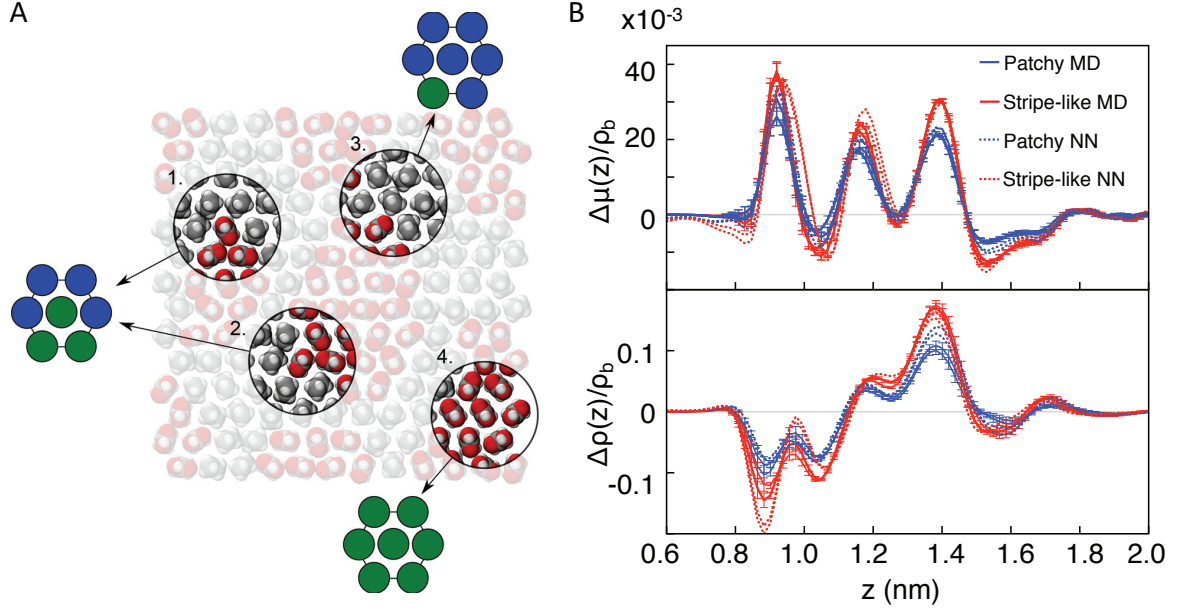 A
1.
2.
3.
4.
B
x10⁻³
Δμ(z)/ρb
40
20
0
Patchy MD
Stripe-like MD
Patchy NN
Stripe-like NN
Δρ(z)/ρb
0.1
0
-0.1
0.6 0.8 1.0 1.2 1.4 1.6 1.8 2.0
z (nm)